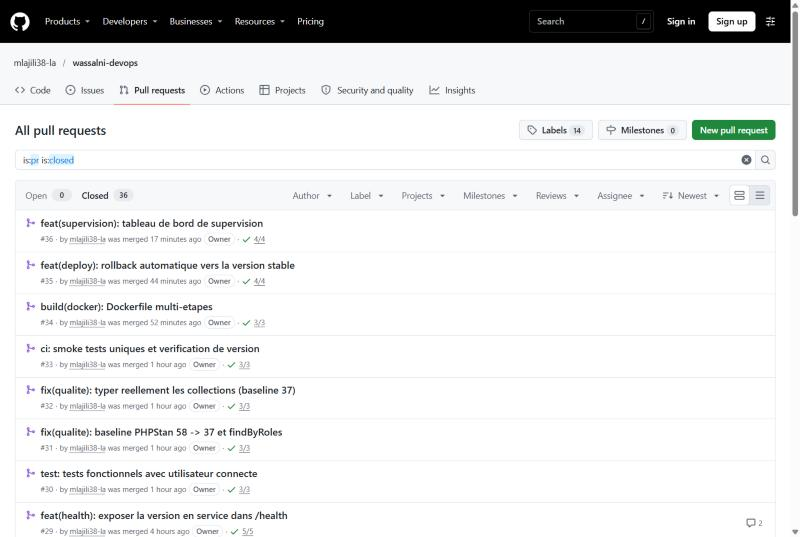 Products Developers Businesses Resources Pricing Search / Sign in Sign up
mlajili38-la / wassalni-devops
Code Issues Pull requests Actions Projects Security and quality Insights
All pull requests Labels 14 Milestones 0 New pull request
is:pr is:closed
Open 0 Closed 36 Author Label Projects Milestones Reviews Assignee Newest
feat(supervision): tableau de bord de supervision
#36 · by mlajili38-la was merged 17 minutes ago Owner · 4/4
feat(deploy): rollback automatique vers la version stable
#35 · by mlajili38-la was merged 44 minutes ago Owner · 4/4
build(docker): Dockerfile multi-etapes
#34 · by mlajili38-la was merged 52 minutes ago Owner · 3/3
ci: smoke tests uniques et verification de version
#33 · by mlajili38-la was merged 1 hour ago Owner · 3/3
fix(qualite): typer reellement les collections (baseline 37)
#32 · by mlajili38-la was merged 1 hour ago Owner · 3/3
fix(qualite): baseline PHPStan 58 -> 37 et findByRoles
#31 · by mlajili38-la was merged 1 hour ago Owner · 3/3
test: tests fonctionnels avec utilisateur connecte
#30 · by mlajili38-la was merged 1 hour ago Owner · 3/3
feat(health): exposer la version en service dans /health
2
#29 · by mlajili38-la was merged 4 hours ago Owner · 5/5